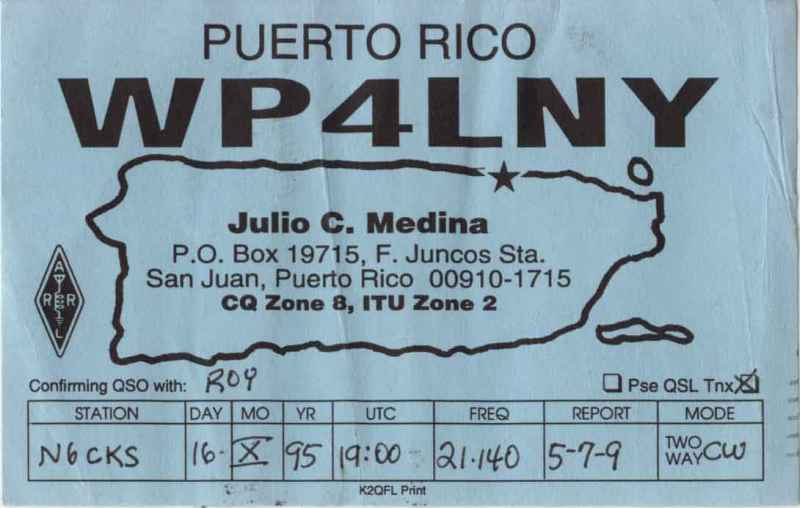 PUERTO RICO
WP4LNY
Julio C. Medina
P.O. Box 19715, F. Juncos Sta.
San Juan, Puerto Rico 00910-1715
CQ Zone 8, ITU Zone 2
A R R L
Confirming QSO with: ROY
Pse QSL Tnx
STATION DAY MO YR UTC FREQ REPORT MODE
N6CKS 16- X 95 19:00 21.140 5-7-9 TWO WAY CW
K2QFL Print